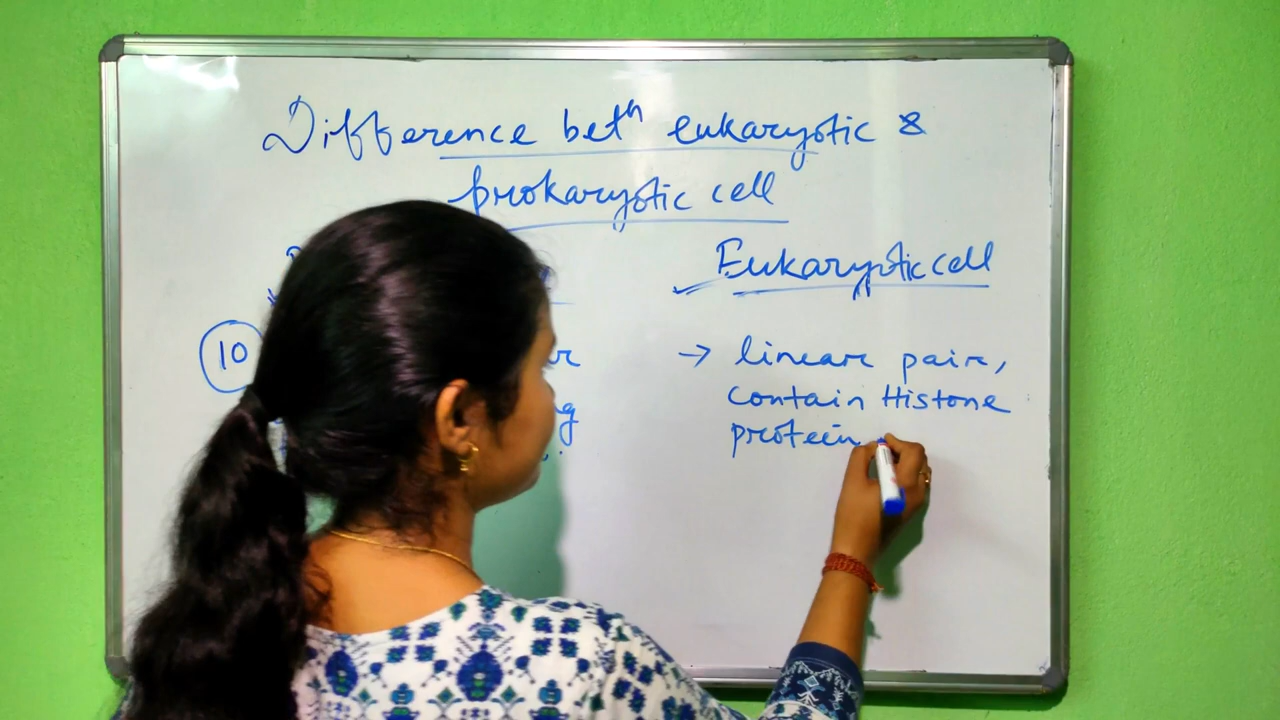 Difference betn eukaryotic &
prokaryotic cell
Eukaryotic cell
10
→ linear pair,
contain Histone
protein